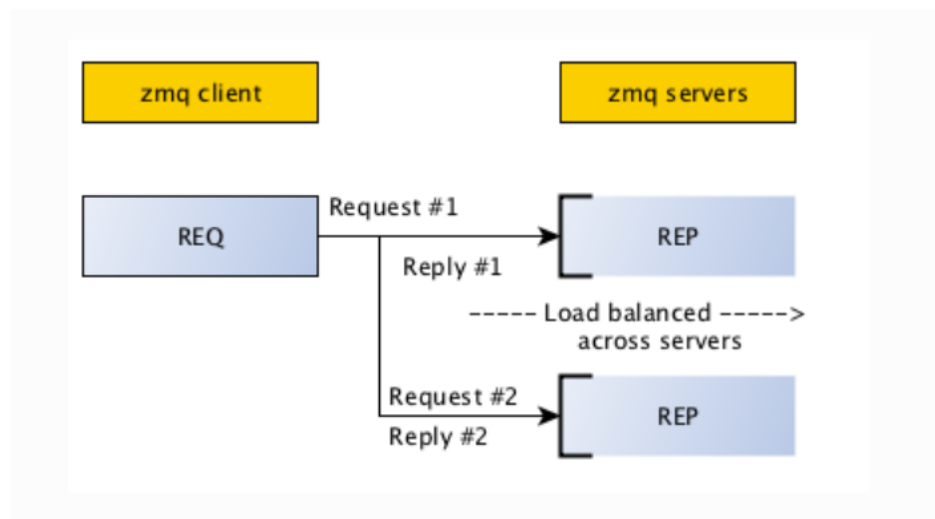 zmq client
zmq servers
REQ
Request #1
REP
Reply #1
----- Load balanced ----->
across servers
Request #2
REP
Reply #2